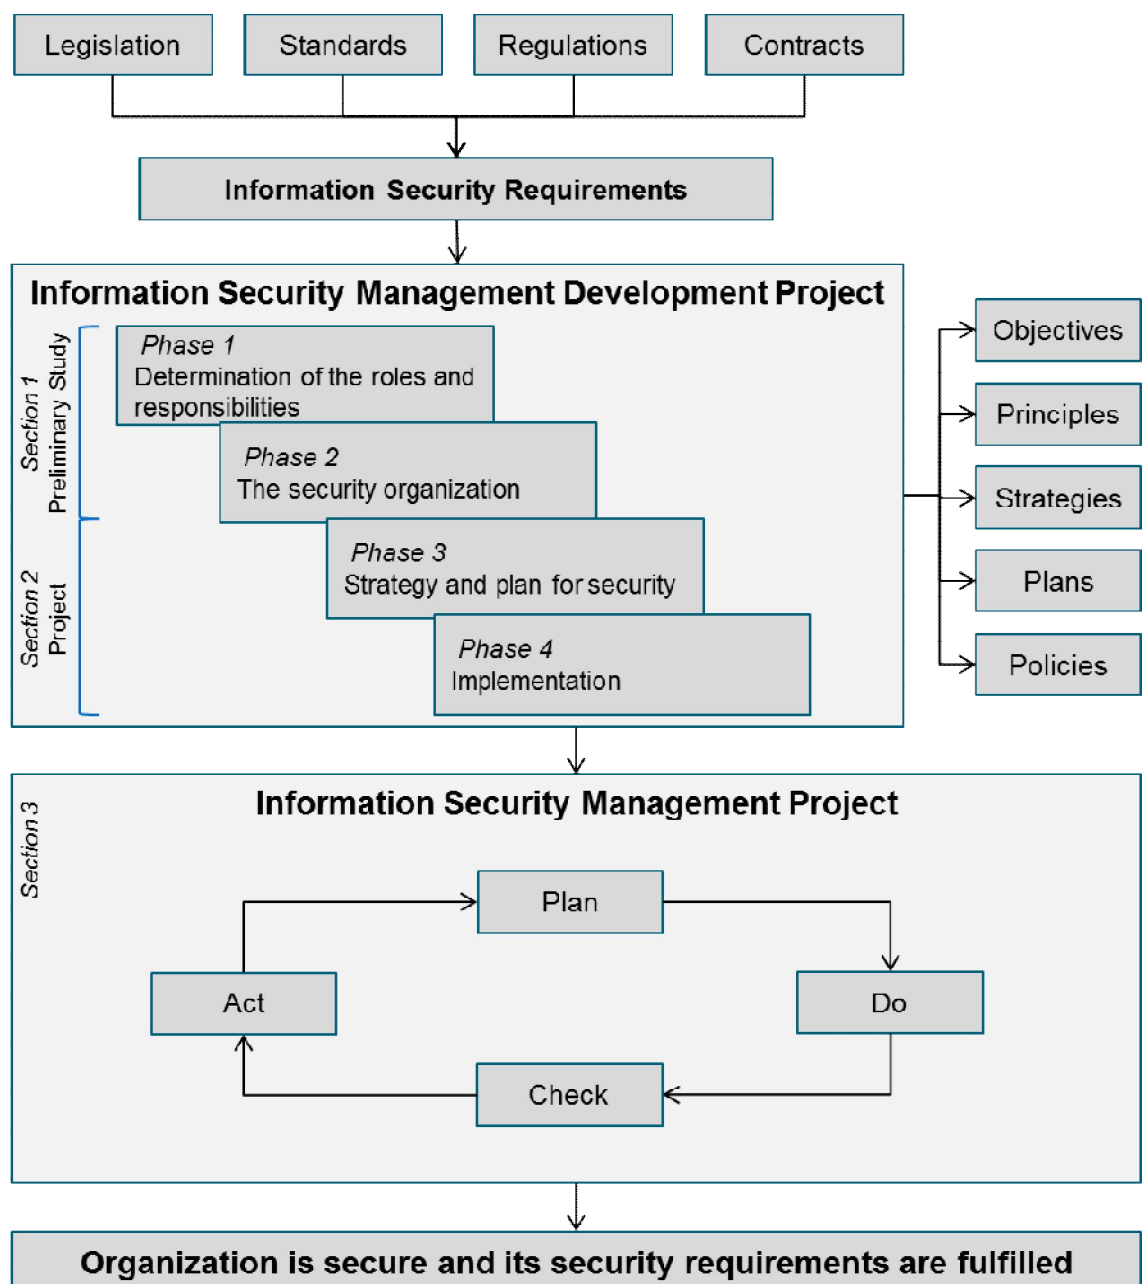 Legislation
Standards
Regulations
Contracts
Information Security Requirements
Information Security Management Development Project
Section 1
Preliminary Study
Phase 1
Determination of the roles and
responsibilities
Phase 2
The security organization
Section 2
Project
Phase 3
Strategy and plan for security
Phase 4
Implementation
Objectives
Principles
Strategies
Plans
Policies
Section 3
Information Security Management Project
Plan
Act
Do
Check
Organization is secure and its security requirements are fulfilled